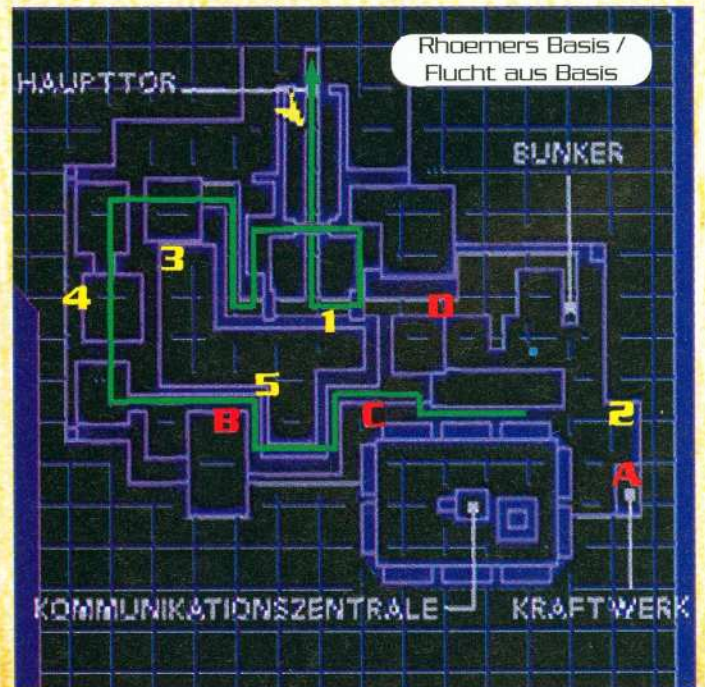 Rhoemers Basis /
Flucht aus Basis
HAUPTTOR
BUNKER
3
4
1
D
5
B
C
2
A
KOMMUNIKATIONSZENTRALE
KRAFTWERK